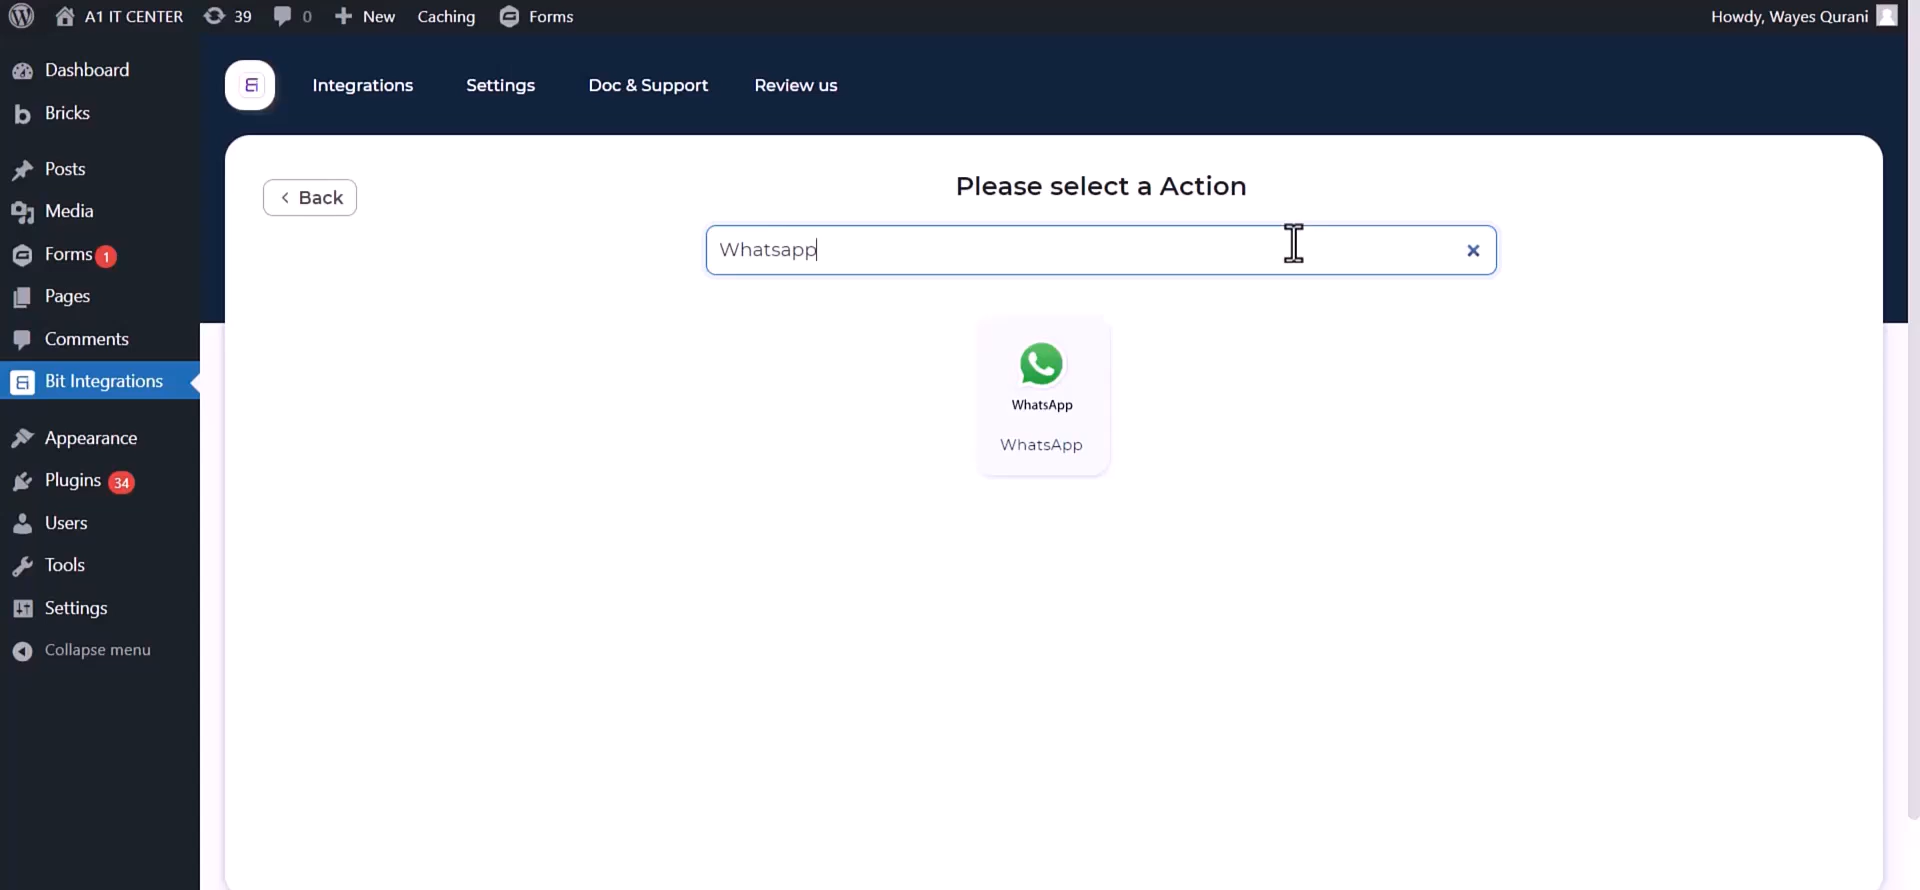 A1 IT CENTER 39 0 New Caching Forms Howdy, Wayes Qurani
Dashboard
Bricks
Posts
Media
Forms 1
Pages
Comments
Bit Integrations
Appearance
Plugins 34
Users
Tools
Settings
Collapse menu
Integrations Settings Doc & Support Review us
Back
Please select a Action
Whatsapp
WhatsApp
WhatsApp